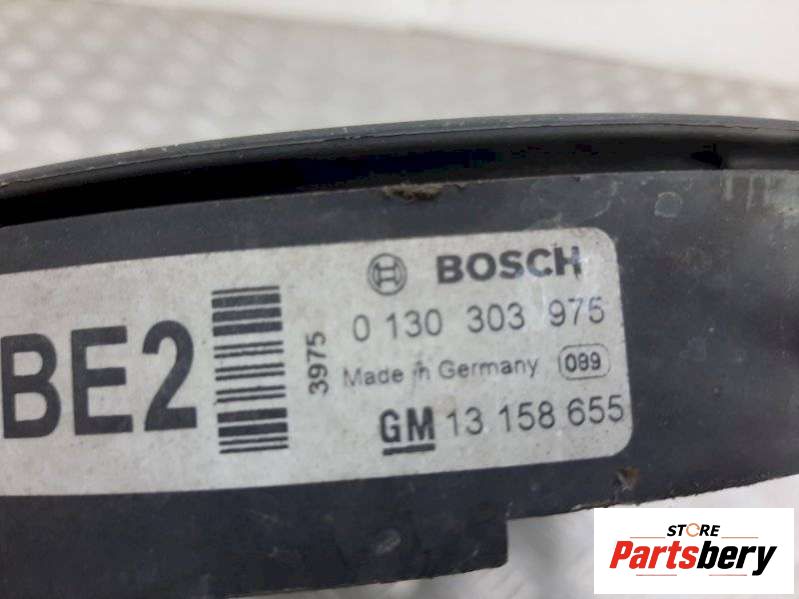 BOSCH
0 130 303 975
Made in Germany 099
GM 13 158 655
BE2
3975
STORE
Partsbery